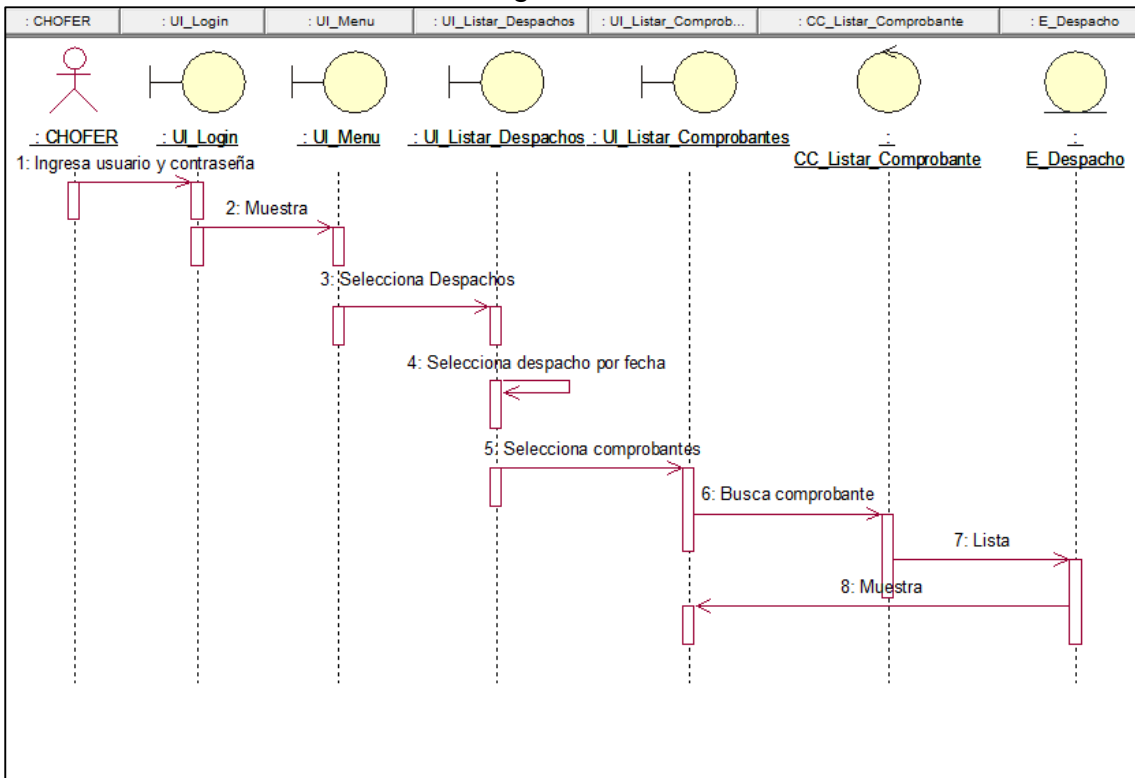 : CHOFER
: UI_Login
: UI_Menu
: UI_Listar_Despachos
: UI_Listar_Comprob...
: CC_Listar_Comprobante
: E_Despacho
: CHOFER
: UI_Login
: UI_Menu
: UI_Listar_Despachos
: UI_Listar_Comprobantes
:
CC_Listar_Comprobante
:
E_Despacho
1: Ingresa usuario y contraseña
2: Muestra
3: Selecciona Despachos
4: Selecciona despacho por fecha
5: Selecciona comprobantes
6: Busca comprobante
7: Lista
8: Muestra